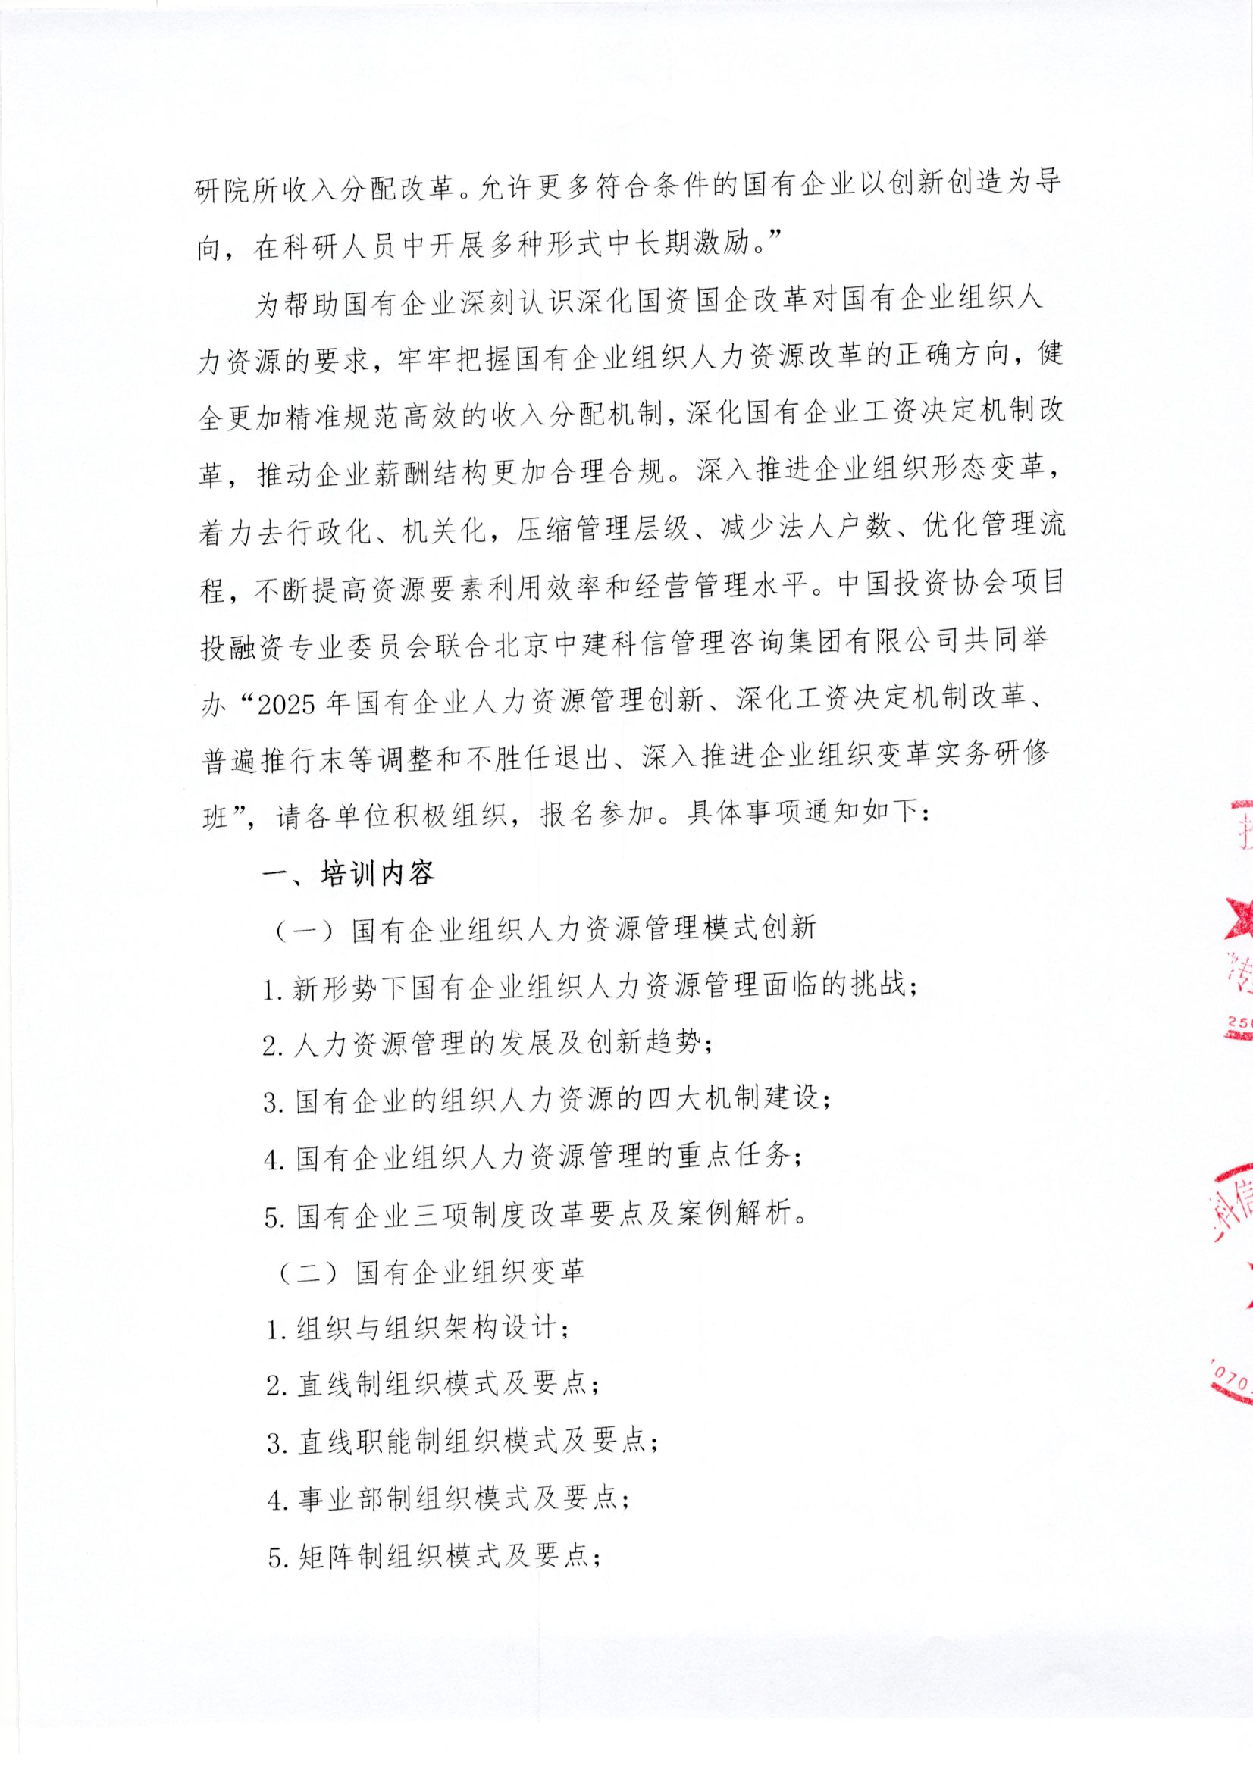 研院所收入分配改革。允许更多符合条件的国有企业以创新创造为导
向，在科研人员中开展多种形式中长期激励。”
为帮助国有企业深刻认识深化国资国企改革对国有企业组织人
力资源的要求，牢牢把握国有企业组织人力资源改革的正确方向，健
全更加精准规范高效的收入分配机制，深化国有企业工资决定机制改
革，推动企业薪酬结构更加合理合规。深入推进企业组织形态变革，
着力去行政化、机关化，压缩管理层级、减少法人户数、优化管理流
程，不断提高资源要素利用效率和经营管理水平。中国投资协会项目
投融资专业委员会联合北京中建科信管理咨询集团有限公司共同举
办“2025 年国有企业人力资源管理创新、深化工资决定机制改革、
普遍推行末等调整和不胜任退出、深入推进企业组织变革实务研修
班”，请各单位积极组织，报名参加。具体事项通知如下：
一、培训内容
（一）国有企业组织人力资源管理模式创新
1. 新形势下国有企业组织人力资源管理面临的挑战；
2. 人力资源管理的发展及创新趋势；
3. 国有企业的组织人力资源的四大机制建设；
4. 国有企业组织人力资源管理的重点任务；
5. 国有企业三项制度改革要点及案例解析。
（二）国有企业组织变革
1. 组织与组织架构设计；
2. 直线制组织模式及要点；
3. 直线职能制组织模式及要点；
4. 事业部制组织模式及要点；
5. 矩阵制组织模式及要点；
科信
070